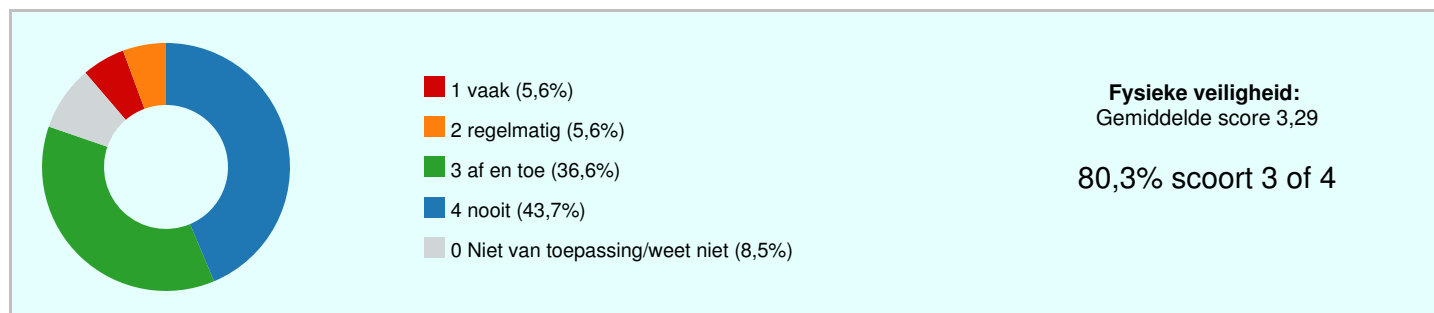 1 vaak (5,6%)
2 regelmatig (5,6%)
3 af en toe (36,6%)
4 nooit (43,7%)
0 Niet van toepassing/weet niet (8,5%)
Fysieke veiligheid:
Gemiddelde score 3,29
80,3% scoort 3 of 4